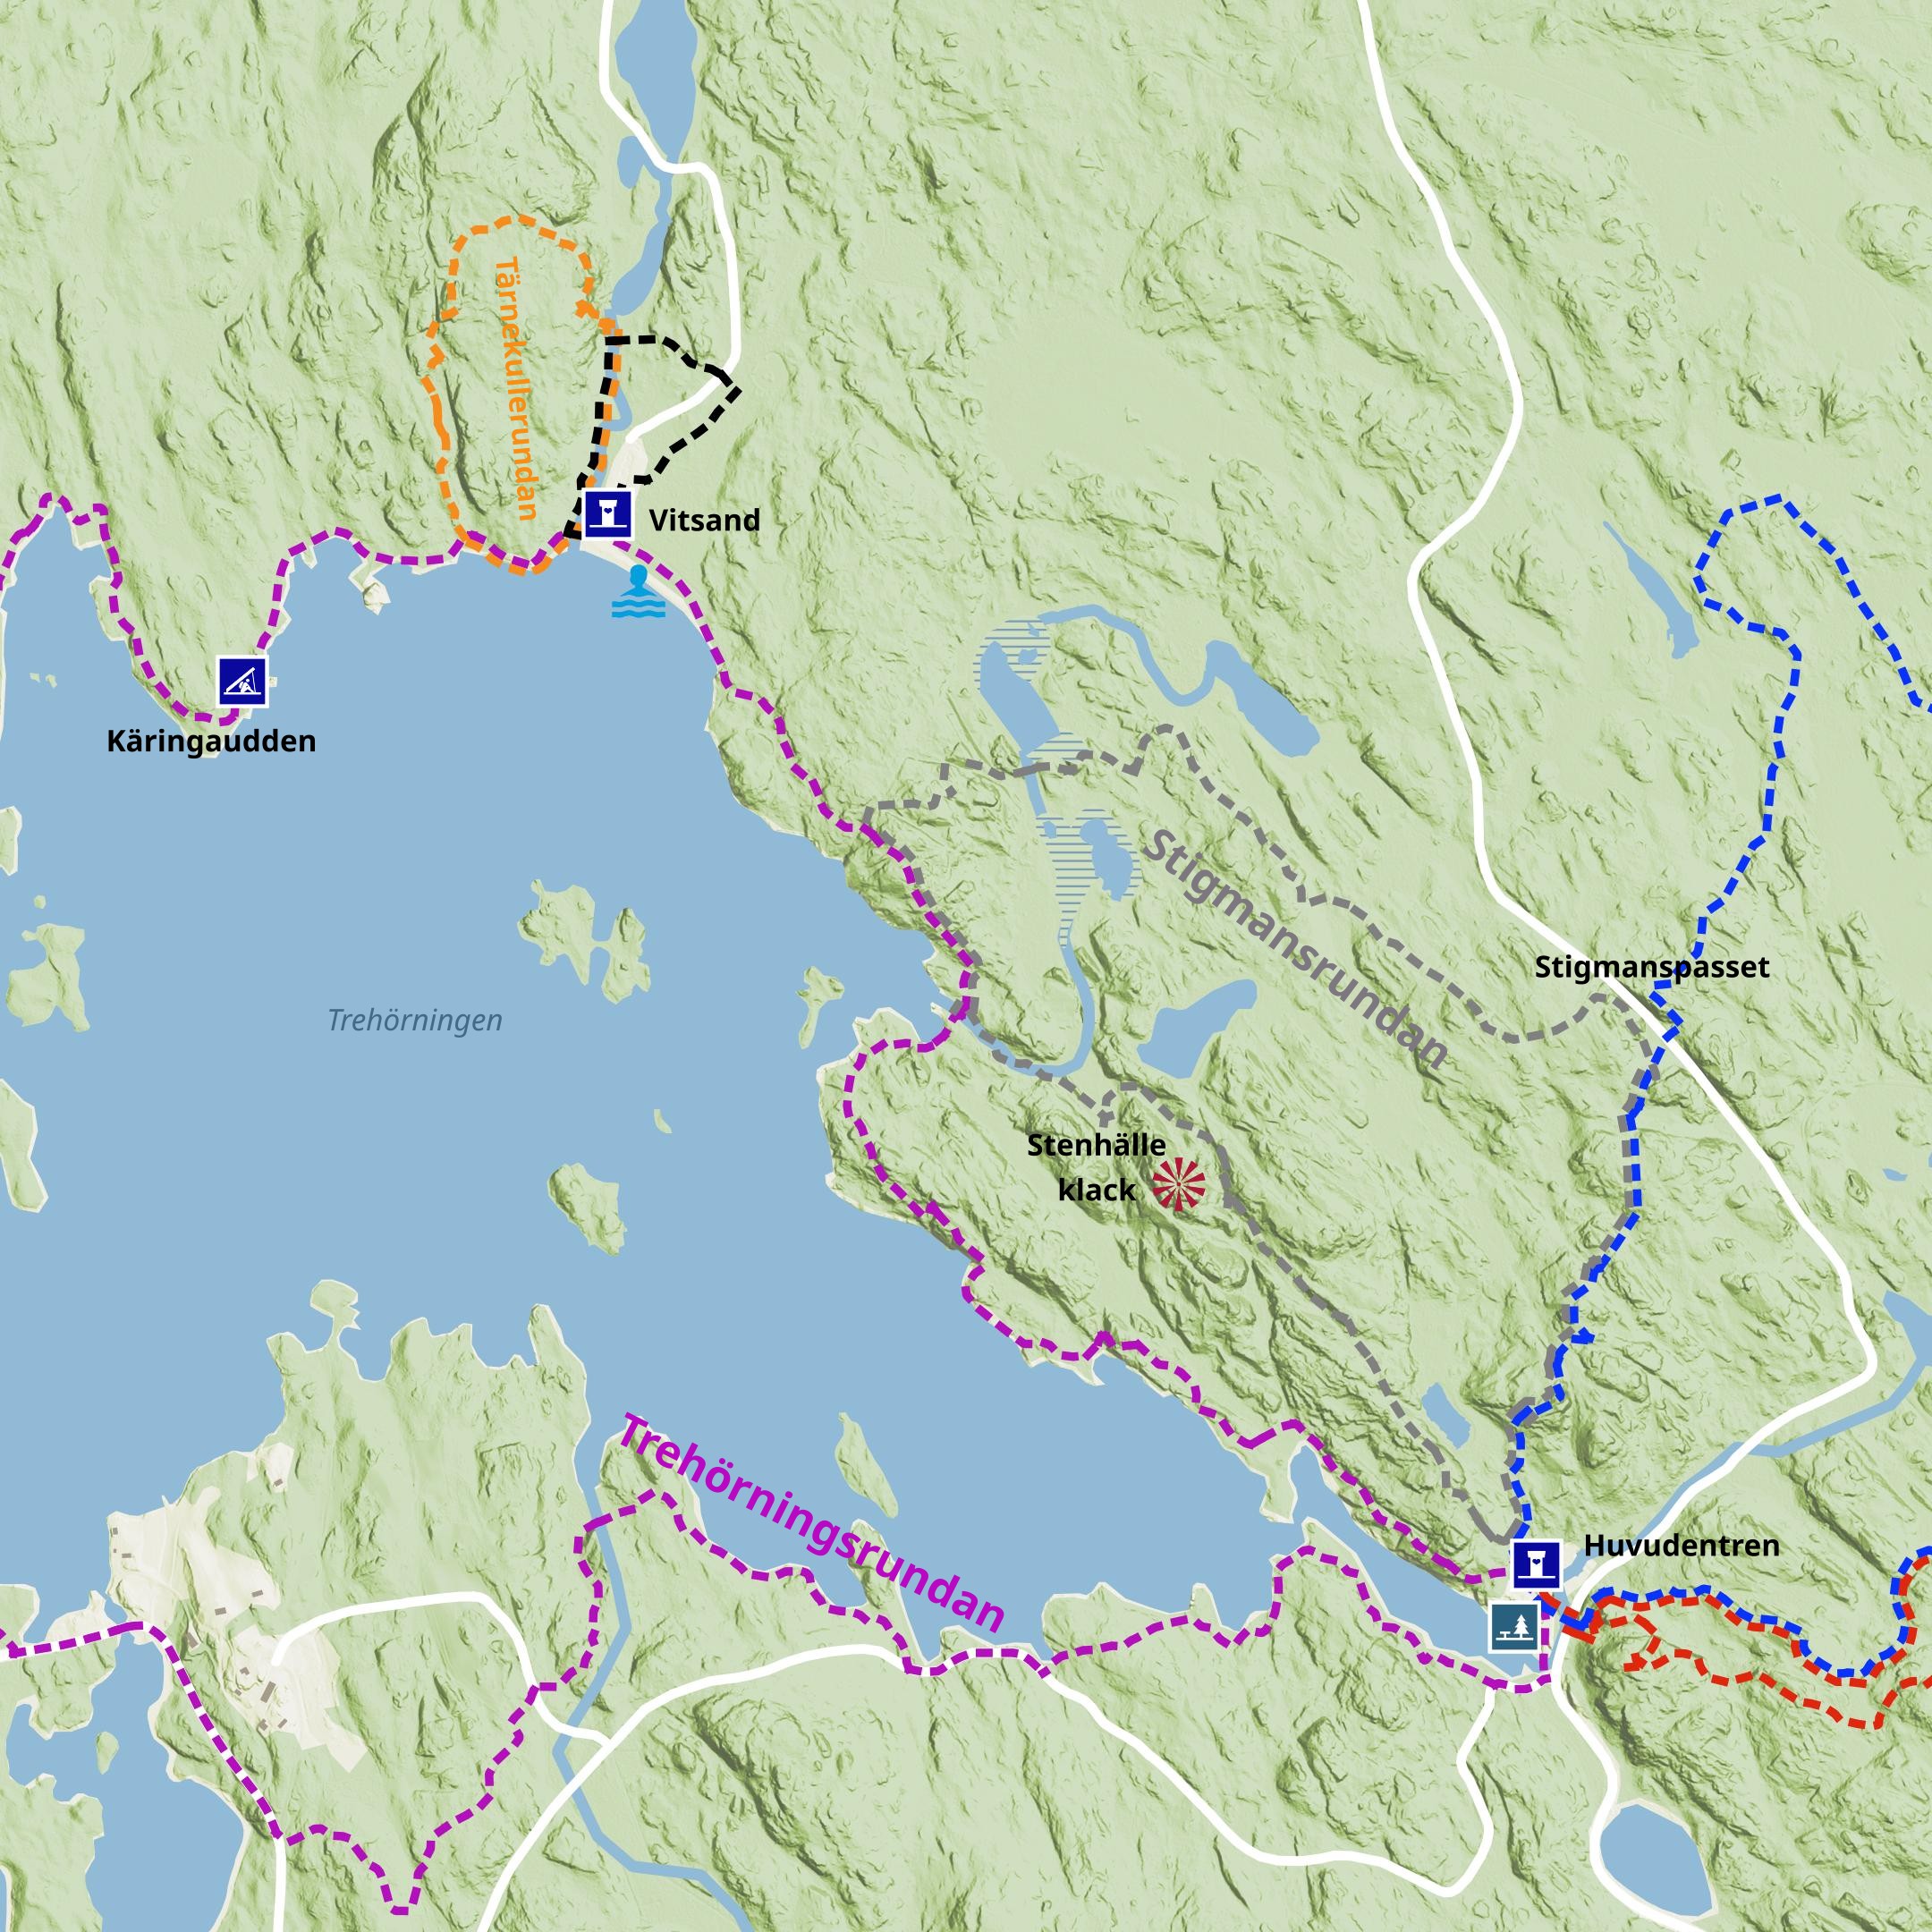 Tärnekullerundan
Vitsand
Käringaudden
Stigmansrundan
Stigmanspasset
Trehörningen
Stenhälle
klack
Trehörningsrundan
Huvudentren